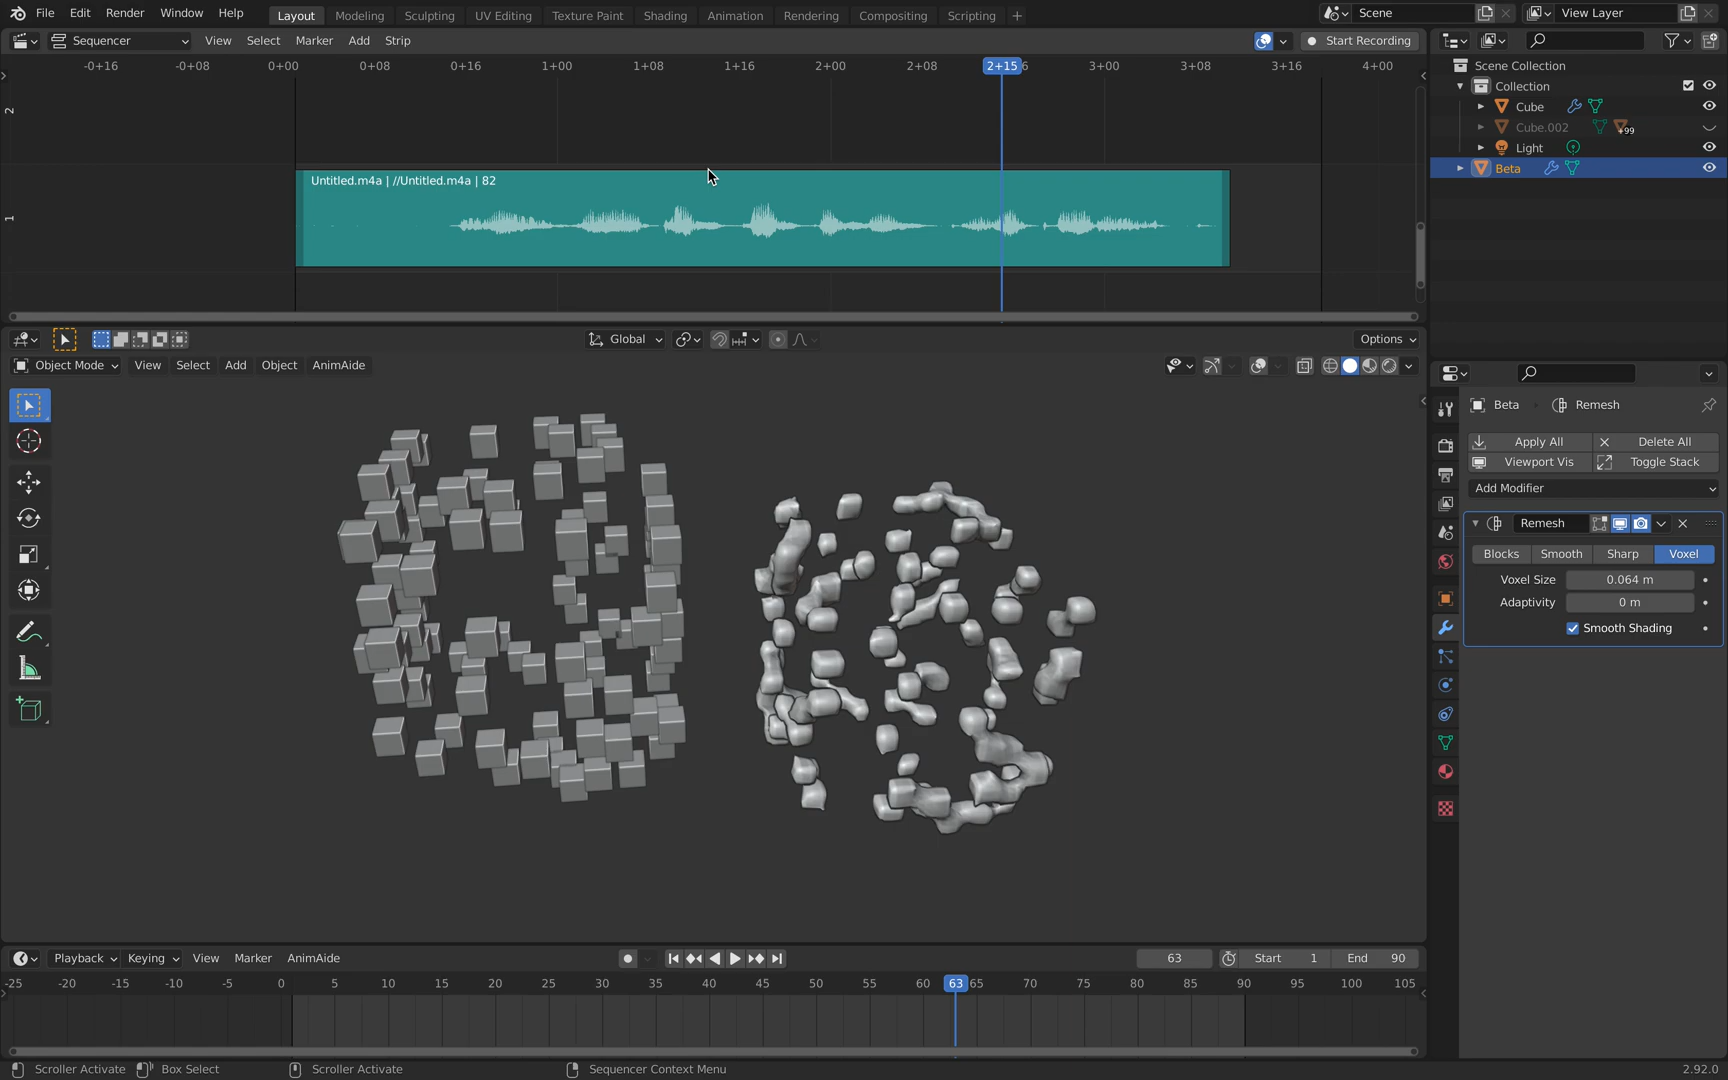 File Edit Render Window Help Layout Modeling Sculpting UV Editing Texture Paint Shading Animation Rendering Compositing Scripting + Scene View Layer
Sequencer View Select Marker Add Strip Start Recording
-0+16 -0+08 0+00 0+08 0+16 1+00 1+08 1+16 2+00 2+08 2+15 6 3+00 3+08 3+16 4+00
2
Untitled.m4a | //Untitled.m4a | 82
1
Scene Collection
Collection
Cube
Cube.002 +99
Light
Beta
Global Options
Object Mode View Select Add Object AnimAide
Beta Remesh
Apply All Delete All
Viewport Vis Toggle Stack
Add Modifier
Remesh
Blocks Smooth Sharp Voxel
Voxel Size 0.064 m
Adaptivity 0 m
Smooth Shading
Playback Keying View Marker AnimAide 63 Start 1 End 90
-25 -20 -15 -10 -5 0 5 10 15 20 25 30 35 40 45 50 55 60 63 65 70 75 80 85 90 95 100 105
Scroller Activate Box Select Scroller Activate Sequencer Context Menu 2.92.0